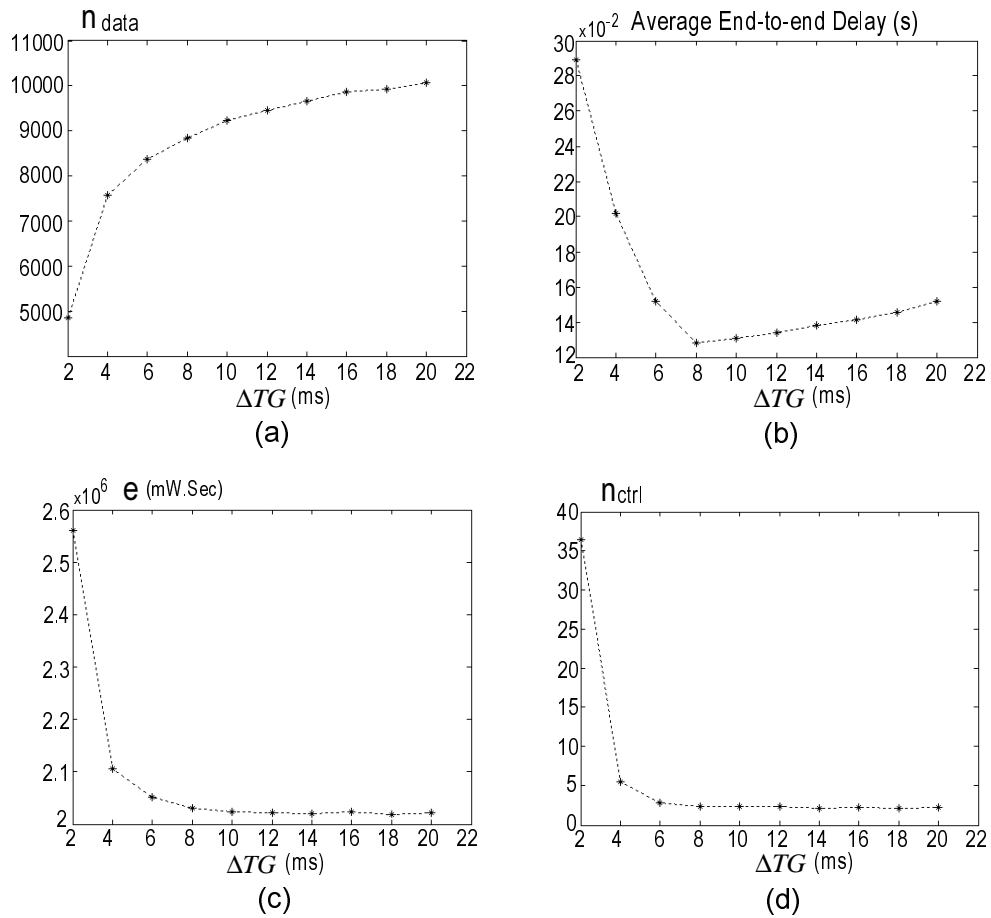 n data
11000
10000
9000
8000
7000
6000
5000
2 4 6 8 10 12 14 16 18 20 22
ΔTG (ms)
(a)
×10⁻² Average End-to-end Delay (s)
30
28
26
24
22
20
18
16
14
12
2 4 6 8 10 12 14 16 18 20 22
ΔTG (ms)
(b)
×10⁶ e (mW.Sec)
2.6
2.5
2.4
2.3
2.2
2.1
2
2 4 6 8 10 12 14 16 18 20 22
ΔTG (ms)
(c)
nctrl
40
35
30
25
20
15
10
5
0
2 4 6 8 10 12 14 16 18 20 22
ΔTG (ms)
(d)